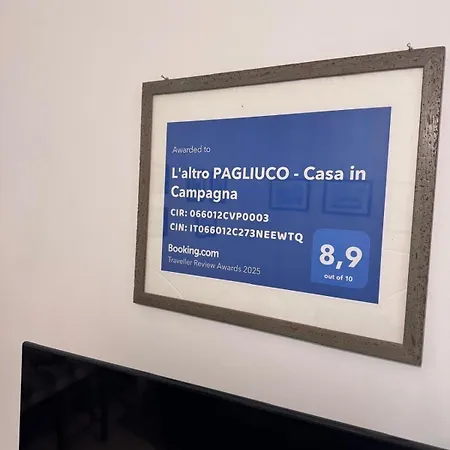 Awarded to
L'altro PAGLIUCO - Casa in
Campagna
CIR: 066012CVP0003
CIN: IT066012C273NEEWTQ
Booking.com
Traveller Review Awards 2025
8,9
out of 10